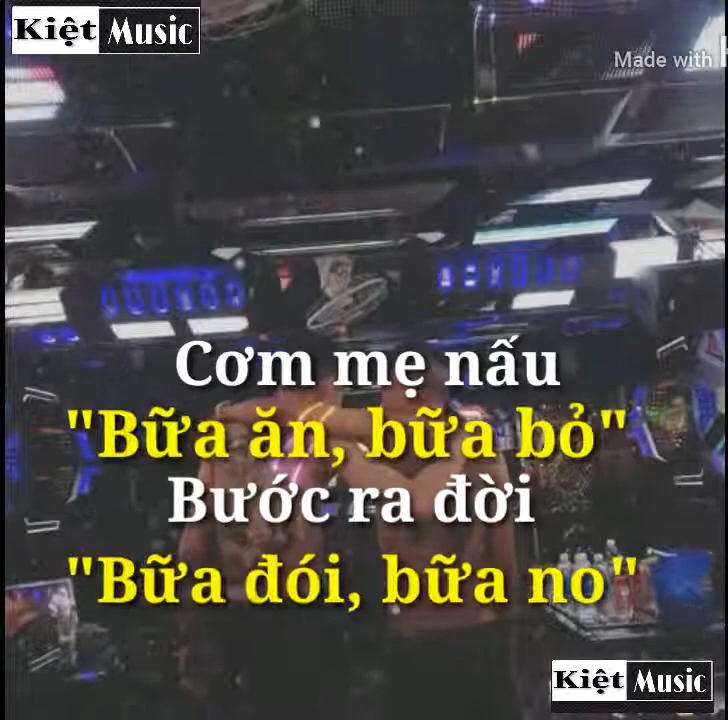 Kiệt Music
Made with
Cơm mẹ nấu
"Bữa ăn, bữa bỏ"
Bước ra đời
"Bữa đói, bữa no"
Kiệt Music